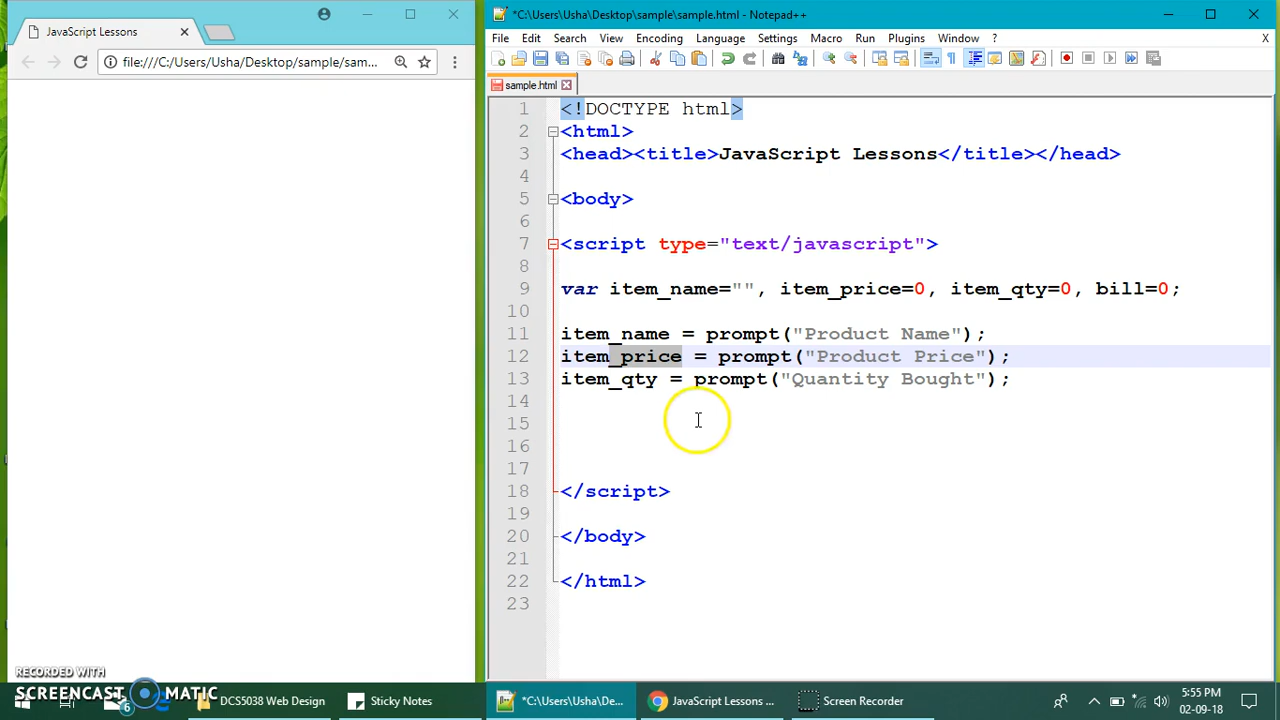 JavaScript Lessons
file:///C:/Users/Usha/Desktop/sample/sam...
*C:\Users\Usha\Desktop\sample\sample.html - Notepad++
File Edit Search View Encoding Language Settings Macro Run Plugins Window ? X
sample.html
1 <!DOCTYPE html>
2 <html>
3 <head><title>JavaScript Lessons</title></head>
4
5 <body>
6
7 <script type="text/javascript">
8
9 var item_name="", item_price=0, item_qty=0, bill=0;
10
11 item_name = prompt("Product Name");
12 item_price = prompt("Product Price");
13 item_qty = prompt("Quantity Bought");
14
15
16
17
18 </script>
19
20 </body>
21
22 </html>
23
RECORDED WITH
SCREENCAST MATIC
6
DCS5038 Web Design
Sticky Notes
*C:\Users\Usha\De...
JavaScript Lessons ...
Screen Recorder
5:55 PM
02-09-18